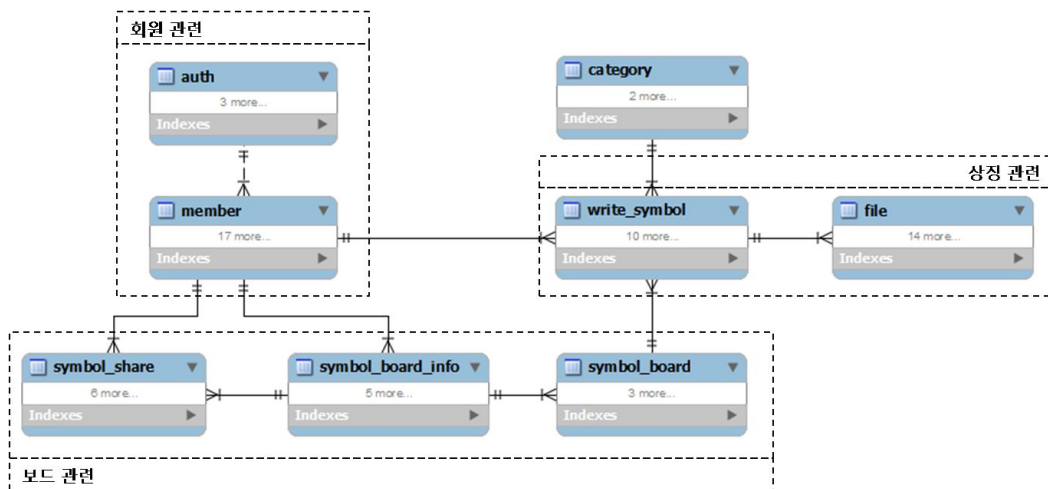 회원 관련
auth
3 more...
Indexes
category
2 more...
Indexes
상징 관련
member
17 more...
Indexes
write_symbol
10 more...
Indexes
file
14 more...
Indexes
symbol_share
6 more...
Indexes
symbol_board_info
5 more...
Indexes
symbol_board
3 more...
Indexes
보드 관련